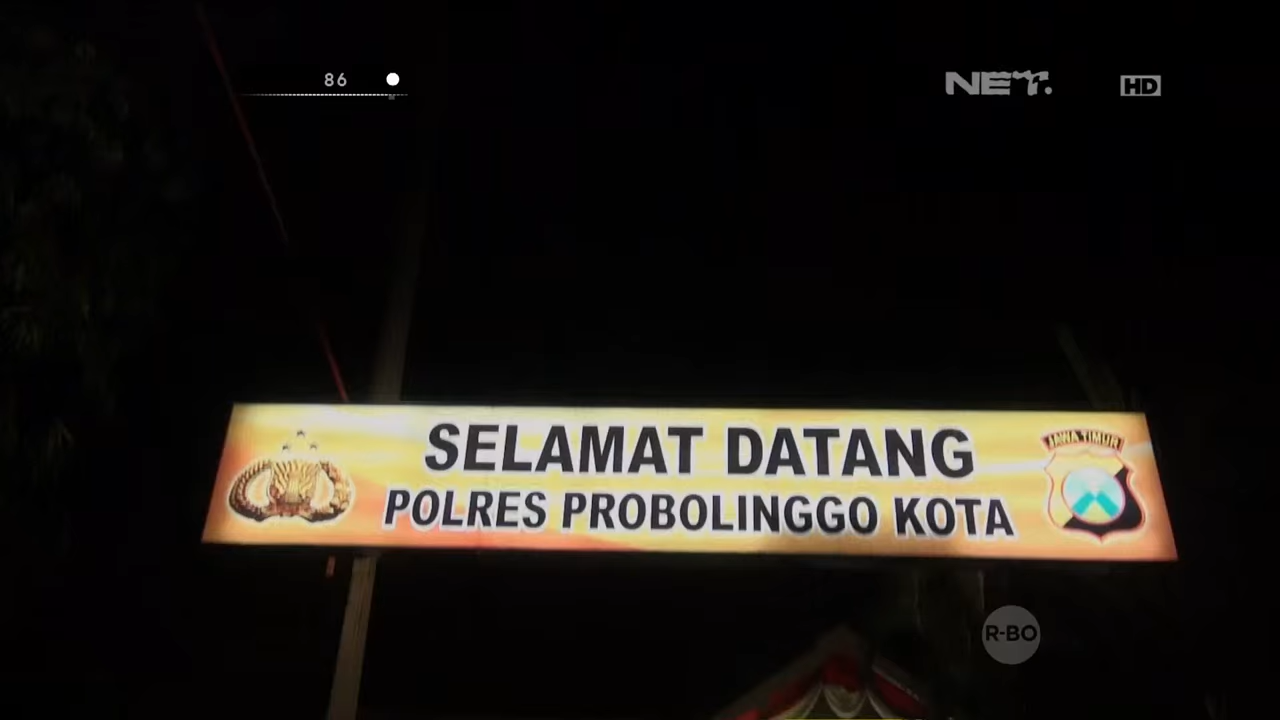 86
NET.
HD
SELAMAT DATANG
POLRES PROBOLINGGO KOTA
JAWA TIMUR
R-BO